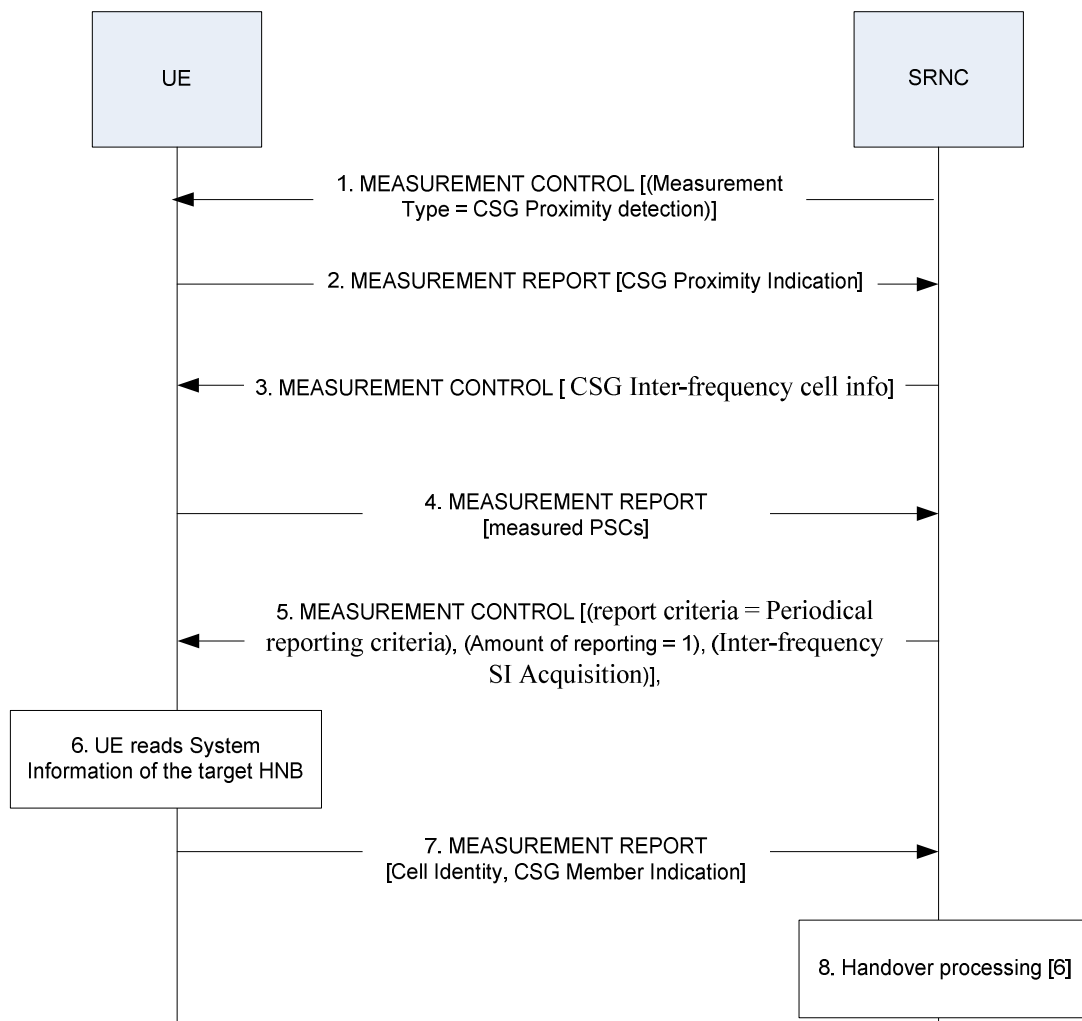 UE
SRNC
1. MEASUREMENT CONTROL [(Measurement
Type = CSG Proximity detection)]
2. MEASUREMENT REPORT [CSG Proximity Indication]
3. MEASUREMENT CONTROL [ CSG Inter-frequency cell info]
4. MEASUREMENT REPORT
[measured PSCs]
5. MEASUREMENT CONTROL [(report criteria = Periodical
reporting criteria), (Amount of reporting = 1), (Inter-frequency
SI Acquisition)],
6. UE reads System
Information of the target HNB
7. MEASUREMENT REPORT
[Cell Identity, CSG Member Indication]
8. Handover processing [6]